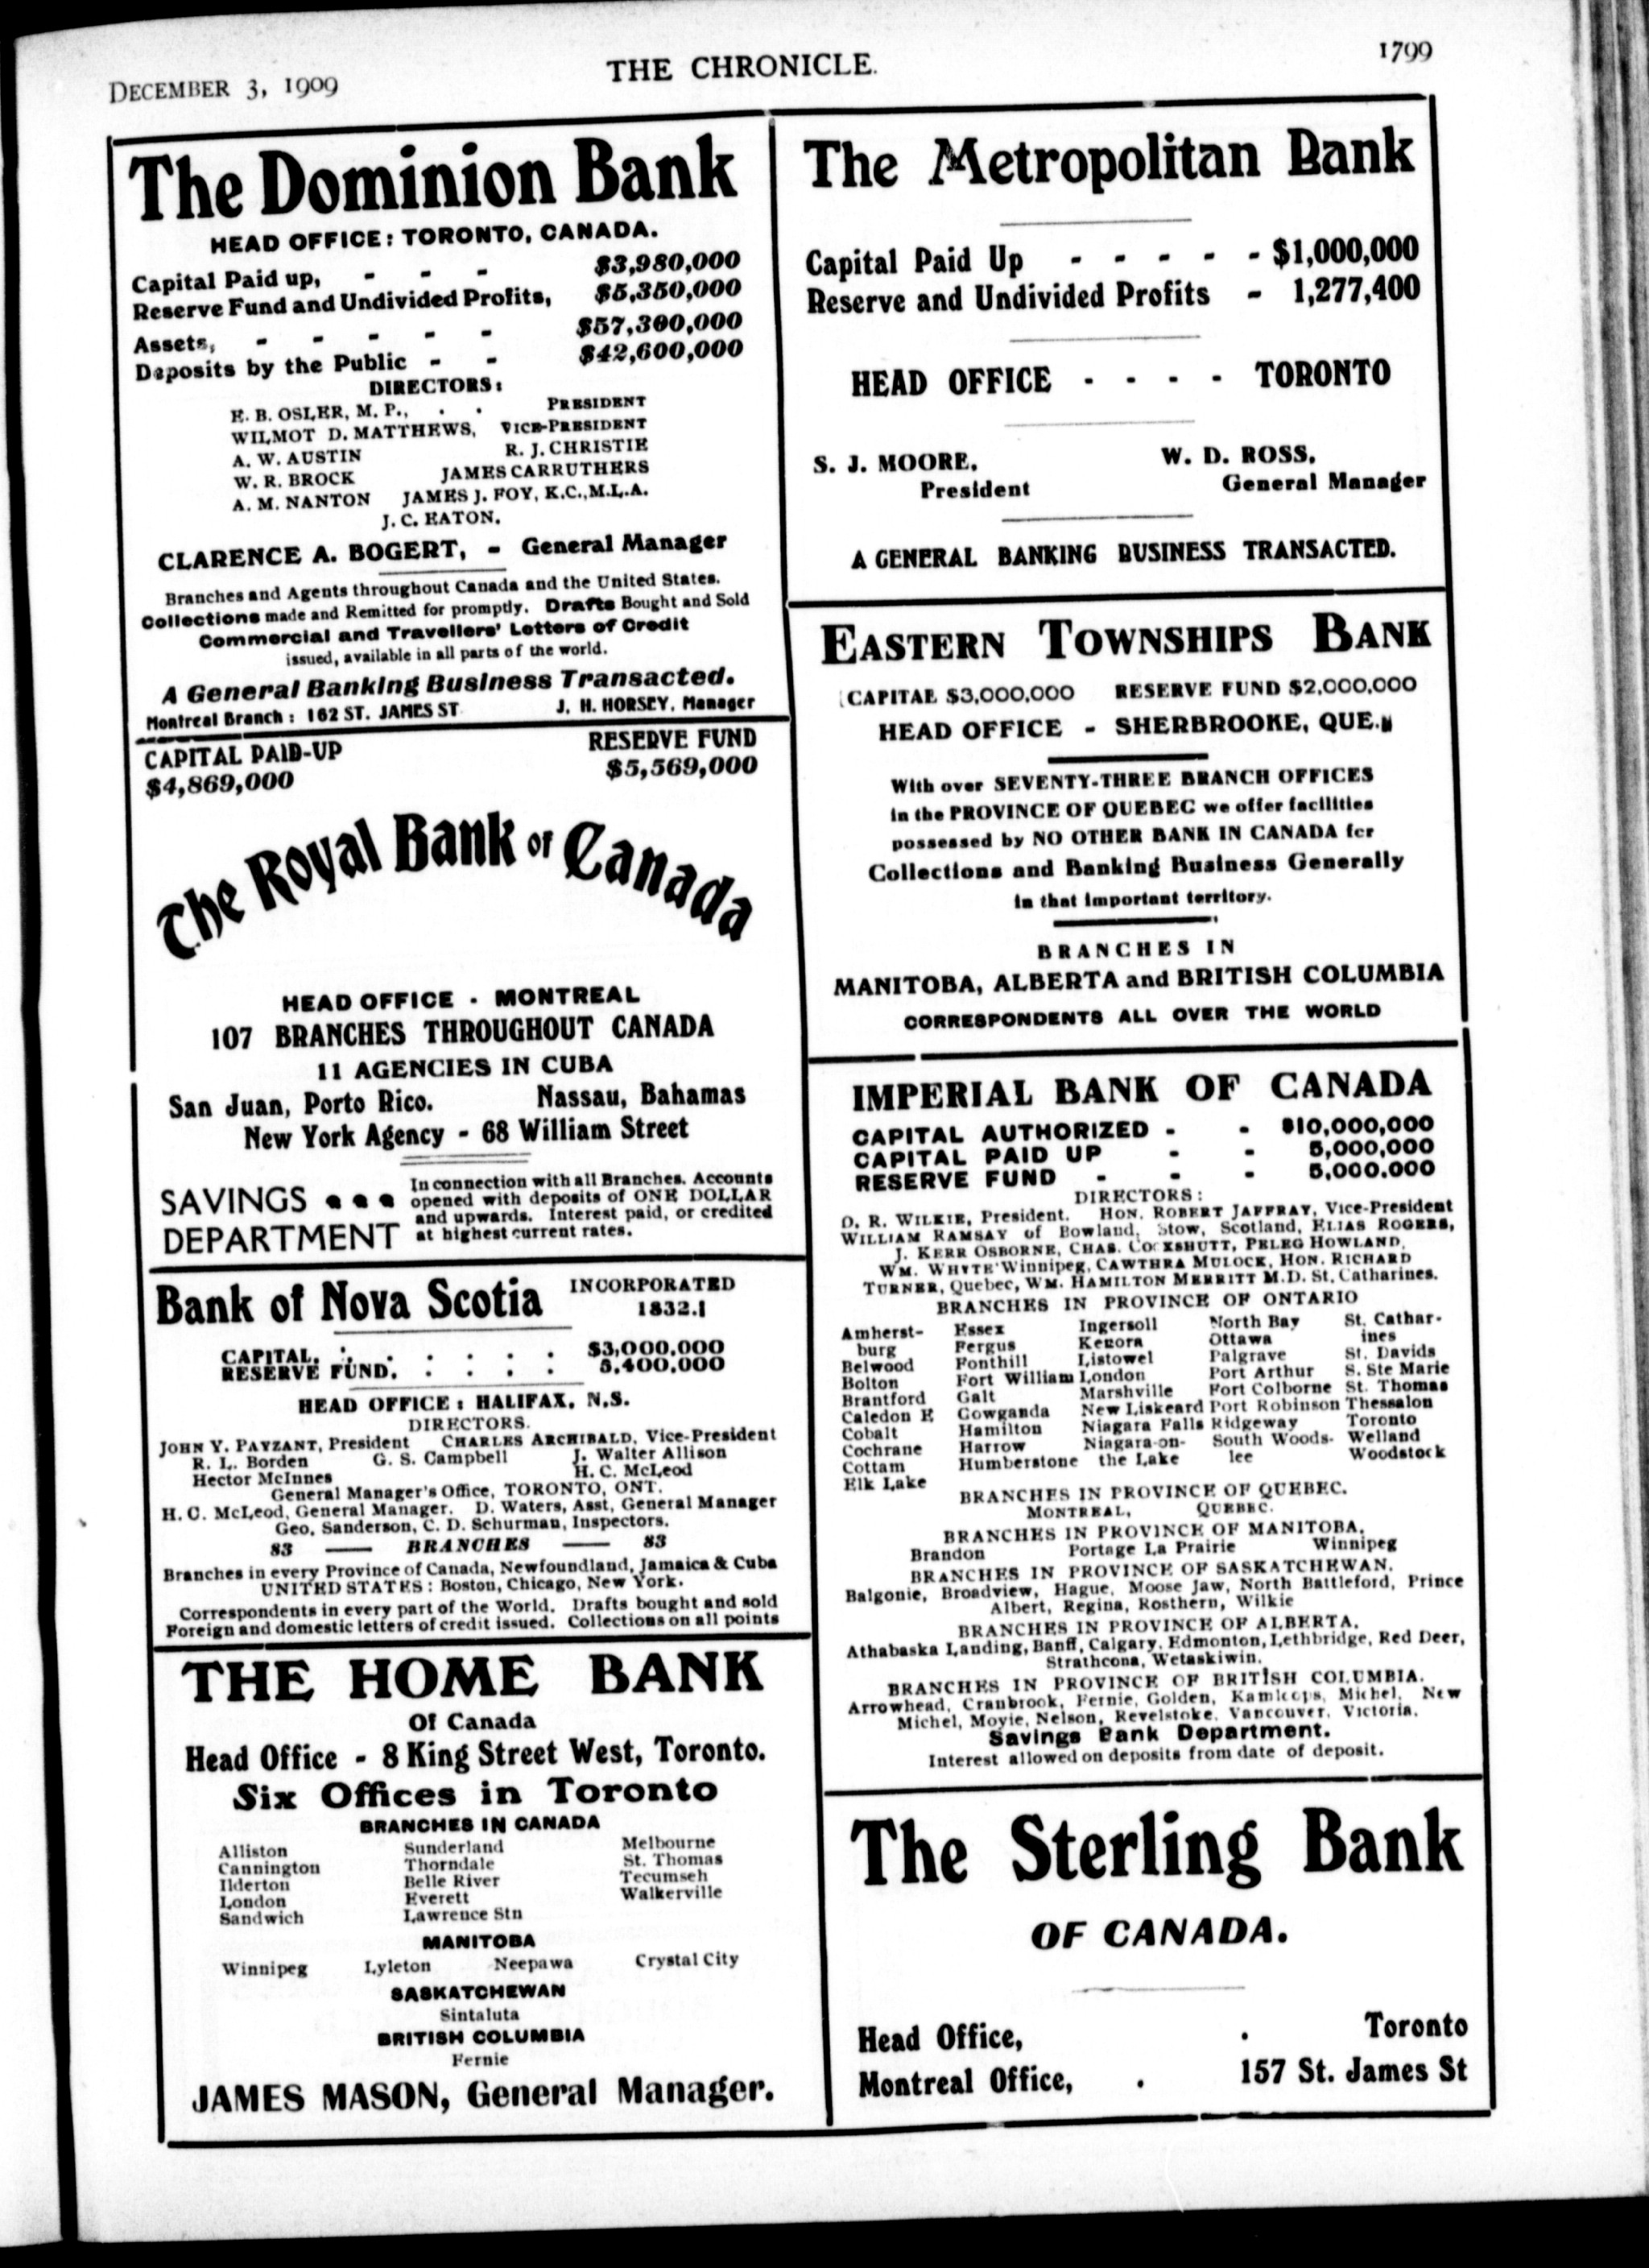 DECEMBER 3, 1909
THE CHRONICLE.
1799
The Dominion Bank
HEAD OFFICE: TORONTO, CANADA.
Capital Paid up, - - - $3,980,000
Reserve Fund and Undivided Profits, $5,350,000
Assets, - - - - - $57,300,000
Deposits by the Public - - $42,600,000
DIRECTORS:
E. B. OSLER, M. P., . . PRESIDENT
WILMOT D. MATTHEWS, VICE-PRESIDENT
A. W. AUSTIN R. J. CHRISTIE
W. R. BROCK JAMES CARRUTHERS
A. M. NANTON JAMES J. FOY, K.C.,M.L.A.
J. C. EATON.
CLARENCE A. BOGERT, - General Manager
Branches and Agents throughout Canada and the United States.
Collections made and Remitted for promptly. Drafts Bought and Sold
Commercial and Travellers' Letters of Credit
issued, available in all parts of the world.
A General Banking Business Transacted.
Montreal Branch : 162 ST. JAMES ST J. H. HORSEY, Manager
CAPITAL PAID-UP RESERVE FUND
$4,869,000 $5,569,000
The Royal Bank of Canada
HEAD OFFICE - MONTREAL
107 BRANCHES THROUGHOUT CANADA
11 AGENCIES IN CUBA
San Juan, Porto Rico. Nassau, Bahamas
New York Agency - 68 William Street
SAVINGS
DEPARTMENT
In connection with all Branches. Accounts
opened with deposits of ONE DOLLAR
and upwards. Interest paid, or credited
at highest current rates.
Bank of Nova Scotia INCORPORATED
1832.
CAPITAL. . . . . . . $3,000,000
RESERVE FUND. . . . . 5,400,000
HEAD OFFICE : HALIFAX, N.S.
DIRECTORS.
JOHN Y. PAYZANT, President CHARLES ARCHIBALD, Vice-President
R. L. Borden G. S. Campbell J. Walter Allison
Hector McInnes H. C. McLeod
General Manager's Office, TORONTO, ONT.
H. C. McLeod, General Manager. D. Waters, Asst, General Manager
Geo. Sanderson, C. D. Schurman, Inspectors.
83 —— BRANCHES —— 83
Branches in every Province of Canada, Newfoundland, Jamaica & Cuba
UNITED STATES : Boston, Chicago, New York.
Correspondents in every part of the World. Drafts bought and sold
Foreign and domestic letters of credit issued. Collections on all points
THE HOME BANK
Of Canada
Head Office - 8 King Street West, Toronto.
Six Offices in Toronto
BRANCHES IN CANADA
Alliston Sunderland Melbourne
Cannington Thorndale St. Thomas
Ilderton Belle River Tecumseh
London Everett Walkerville
Sandwich Lawrence Stn
MANITOBA
Winnipeg Lyleton Neepawa Crystal City
SASKATCHEWAN
Sintaluta
BRITISH COLUMBIA
Fernie
JAMES MASON, General Manager.
The Metropolitan Bank
Capital Paid Up - - - - - $1,000,000
Reserve and Undivided Profits - 1,277,400
HEAD OFFICE - - - - TORONTO
S. J. MOORE, W. D. ROSS,
President General Manager
A GENERAL BANKING BUSINESS TRANSACTED.
EASTERN TOWNSHIPS BANK
CAPITAL $3,000,000 RESERVE FUND $2,000,000
HEAD OFFICE - SHERBROOKE, QUE.
With over SEVENTY-THREE BRANCH OFFICES
in the PROVINCE OF QUEBEC we offer facilities
possessed by NO OTHER BANK IN CANADA for
Collections and Banking Business Generally
in that important territory.
BRANCHES IN
MANITOBA, ALBERTA and BRITISH COLUMBIA
CORRESPONDENTS ALL OVER THE WORLD
IMPERIAL BANK OF CANADA
CAPITAL AUTHORIZED - - $10,000,000
CAPITAL PAID UP - - 5,000,000
RESERVE FUND - - - 5,000.000
DIRECTORS:
D. R. WILKIE, President. HON. ROBERT JAFFRAY, Vice-President
WILLIAM RAMSAY of Bowland, Stow, Scotland, ELIAS ROGERS,
J. KERR OSBORNE, CHAS. COCKSHUTT, PELEG HOWLAND,
WM. WHYTE Winnipeg, CAWTHRA MULOCK, HON. RICHARD
TURNER, Quebec, WM. HAMILTON MERRITT M.D. St. Catharines.
BRANCHES IN PROVINCE OF ONTARIO
Amherst- Essex Ingersoll North Bay St. Cathar-
burg Fergus Kenora Ottawa ines
Belwood Fonthill Listowel Palgrave St. Davids
Bolton Fort William London Port Arthur S. Ste Marie
Brantford Galt Marshville Port Colborne St. Thomas
Caledon E Gowganda New Liskeard Port Robinson Thessalon
Cobalt Hamilton Niagara Falls Ridgeway Toronto
Cochrane Harrow Niagara-on- South Woods- Welland
Cottam Humberstone the Lake lee Woodstock
Elk Lake
BRANCHES IN PROVINCE OF QUEBEC.
MONTREAL, QUEBEC.
BRANCHES IN PROVINCE OF MANITOBA.
Brandon Portage La Prairie Winnipeg
BRANCHES IN PROVINCE OF SASKATCHEWAN.
Balgonie, Broadview, Hague, Moose Jaw, North Battleford, Prince
Albert, Regina, Rosthern, Wilkie
BRANCHES IN PROVINCE OF ALBERTA.
Athabaska Landing, Banff, Calgary, Edmonton, Lethbridge, Red Deer,
Strathcona, Wetaskiwin.
BRANCHES IN PROVINCE OF BRITISH COLUMBIA.
Arrowhead, Cranbrook, Fernie, Golden, Kamloops, Michel, New
Michel, Moyie, Nelson, Revelstoke, Vancouver, Victoria.
Savings Bank Department.
Interest allowed on deposits from date of deposit.
The Sterling Bank
OF CANADA.
Head Office, . Toronto
Montreal Office, . 157 St. James St